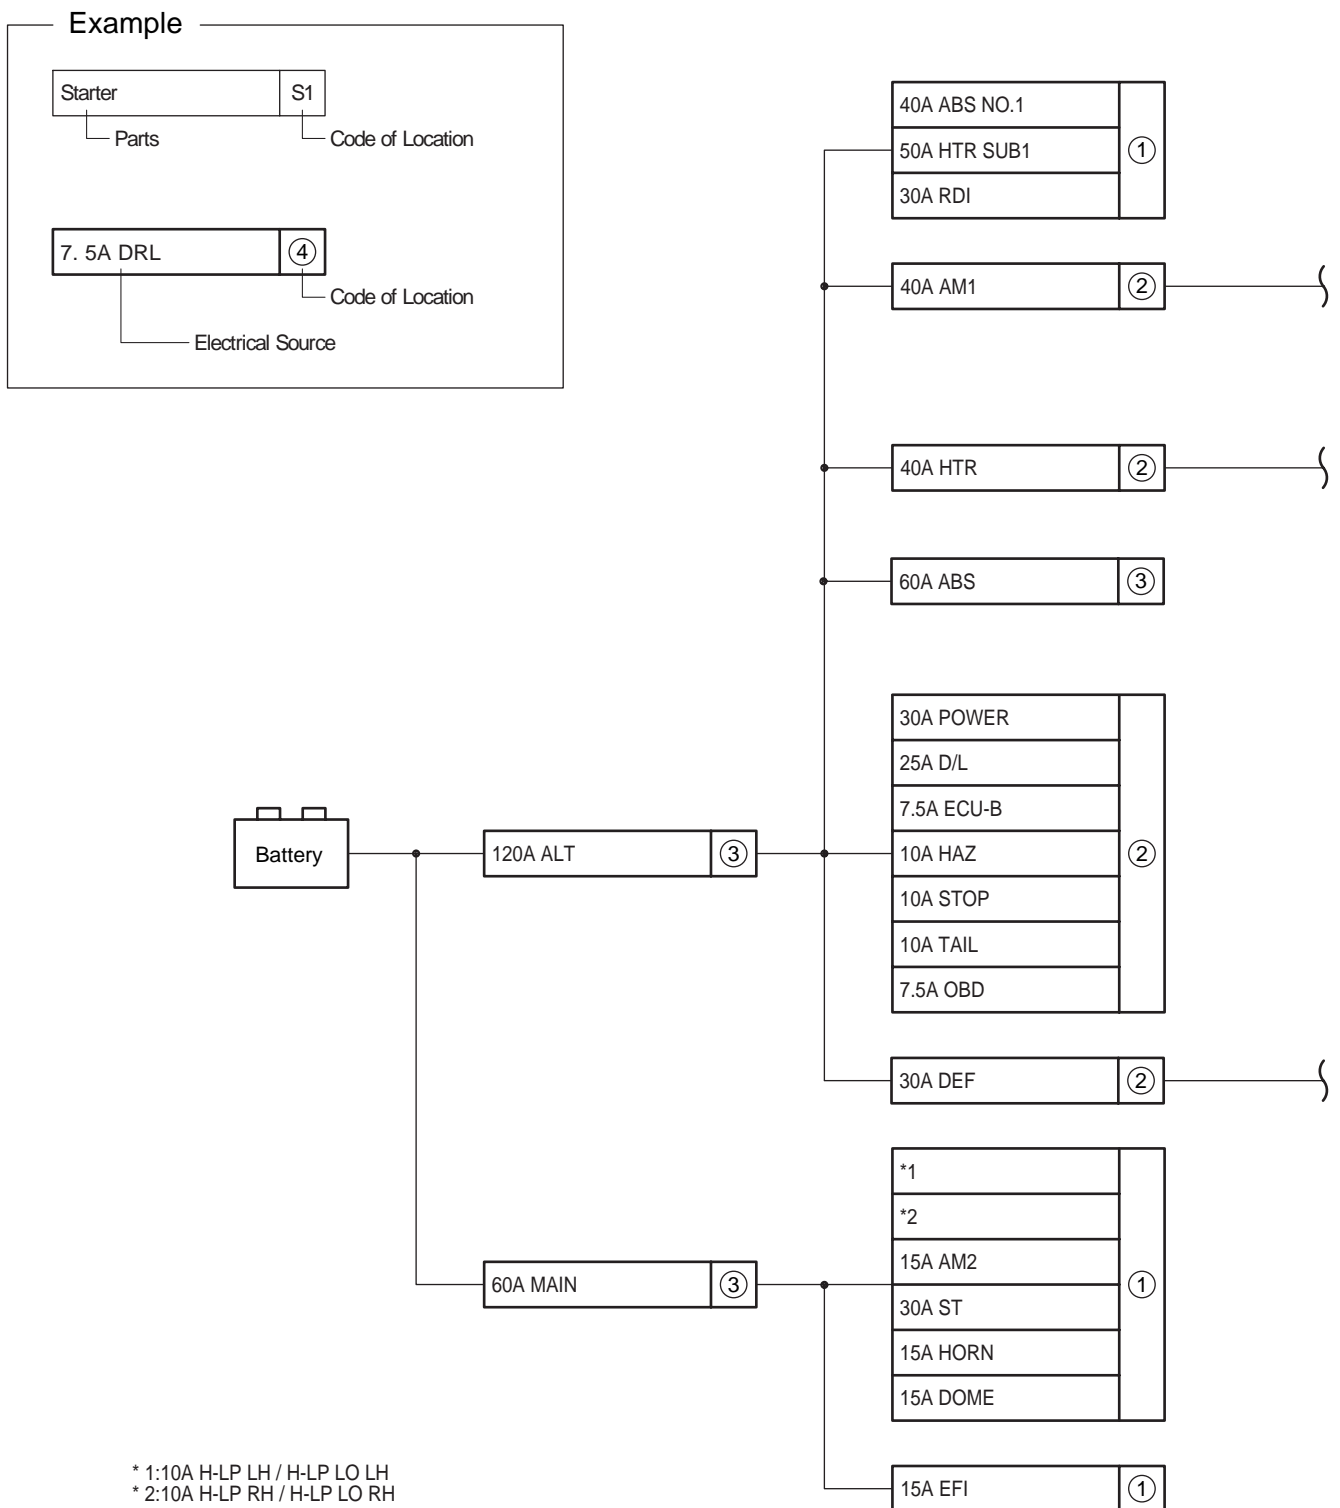 Example
Starter
S1
Parts
Code of Location
7. 5A DRL
④
Code of Location
Electrical Source
40A ABS NO.1
50A HTR SUB1
30A RDI
①
40A AM1
②
40A HTR
②
60A ABS
③
30A POWER
25A D/L
7.5A ECU-B
10A HAZ
10A STOP
10A TAIL
7.5A OBD
②
Battery
120A ALT
③
30A DEF
②
*1
*2
15A AM2
30A ST
15A HORN
15A DOME
①
60A MAIN
③
15A EFI
①
* 1:10A H-LP LH / H-LP LO LH
* 2:10A H-LP RH / H-LP LO RH